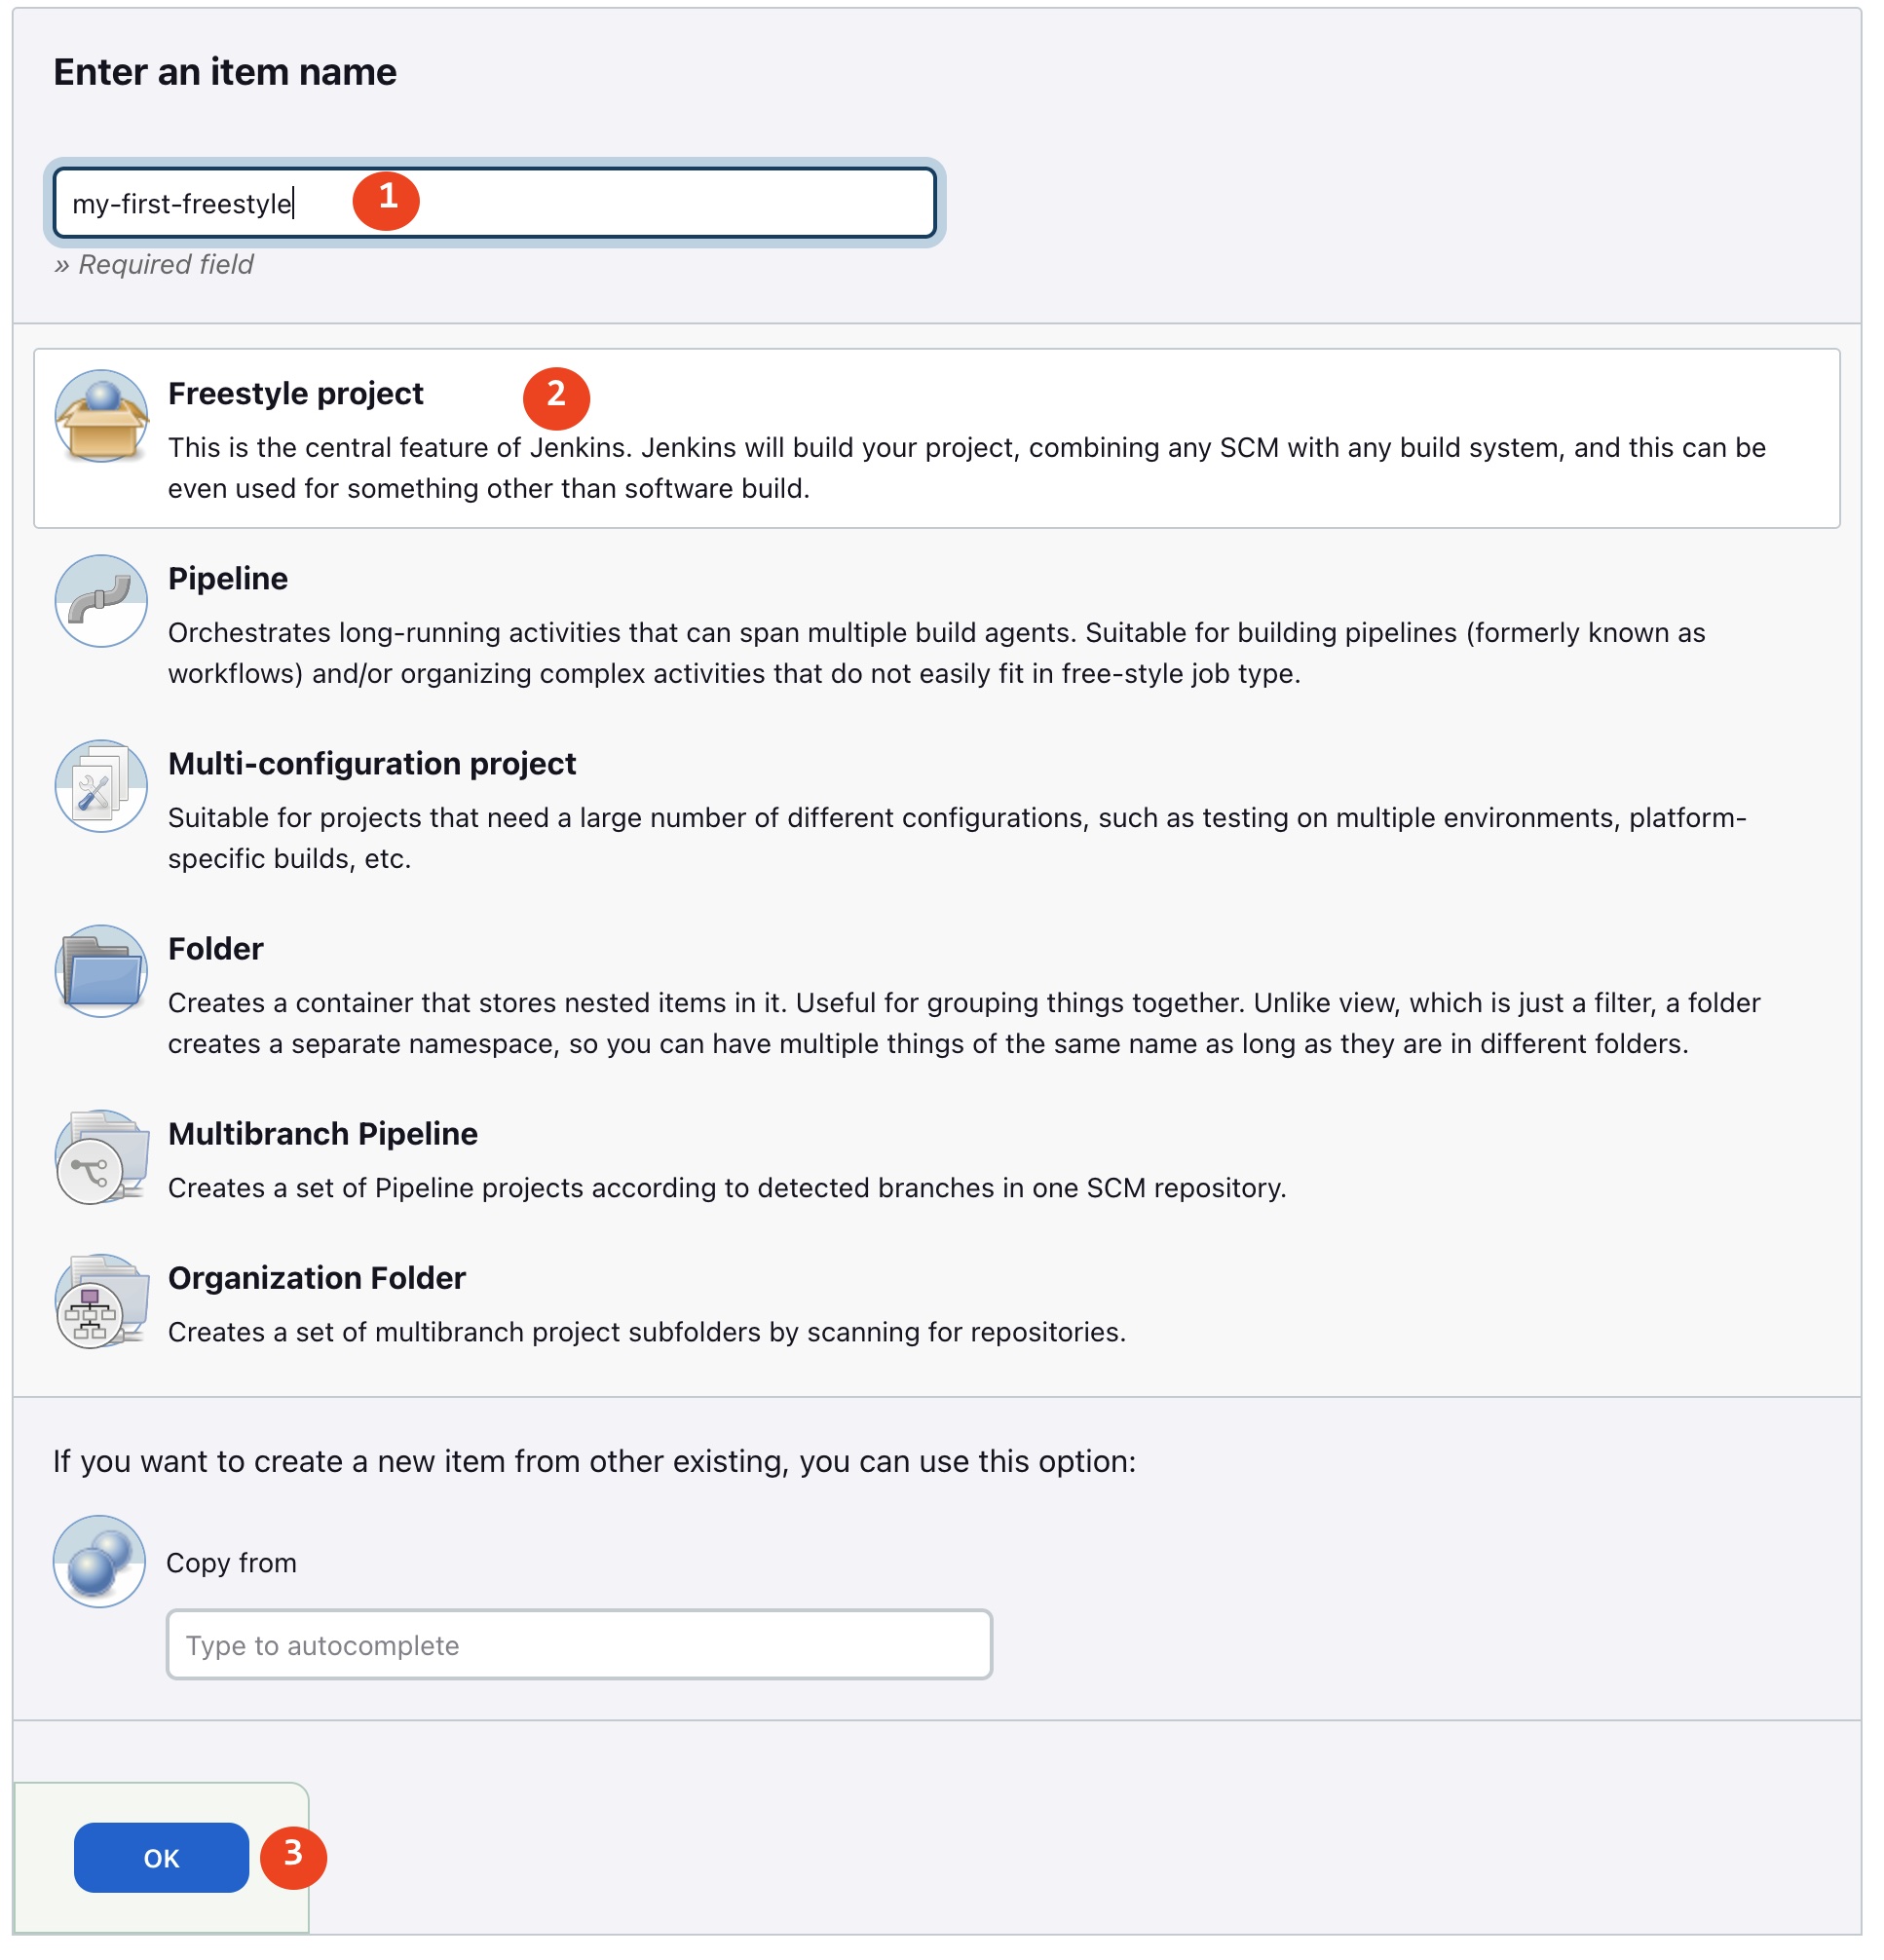 Enter an item name
my-first-freestyle
1
» Required field
Freestyle project
2
This is the central feature of Jenkins. Jenkins will build your project, combining any SCM with any build system, and this can be
even used for something other than software build.
Pipeline
Orchestrates long-running activities that can span multiple build agents. Suitable for building pipelines (formerly known as
workflows) and/or organizing complex activities that do not easily fit in free-style job type.
Multi-configuration project
Suitable for projects that need a large number of different configurations, such as testing on multiple environments, platform-
specific builds, etc.
Folder
Creates a container that stores nested items in it. Useful for grouping things together. Unlike view, which is just a filter, a folder
creates a separate namespace, so you can have multiple things of the same name as long as they are in different folders.
Multibranch Pipeline
Creates a set of Pipeline projects according to detected branches in one SCM repository.
Organization Folder
Creates a set of multibranch project subfolders by scanning for repositories.
If you want to create a new item from other existing, you can use this option:
Copy from
Type to autocomplete
OK
3